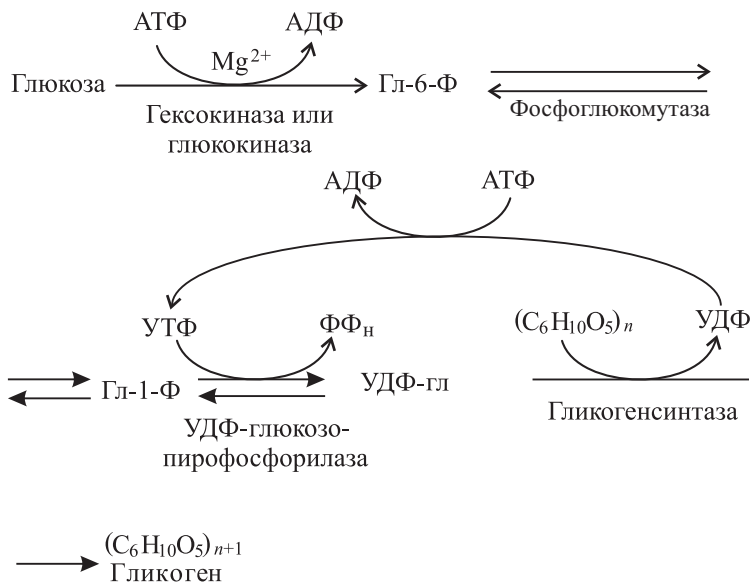 АТФ АДФ
Mg²⁺
Глюкоза Гл-6-Ф
Гексокиназа или
глюкокиназа
Фосфоглюкомутаза
АДФ АТФ
УТФ ФФн (C₆H₁₀O₅)n УДФ
Гл-1-Ф УДФ-гл
УДФ-глюкозо-
пирофосфорилаза
Гликогенсинтаза
(C₆H₁₀O₅)n+1
Гликоген